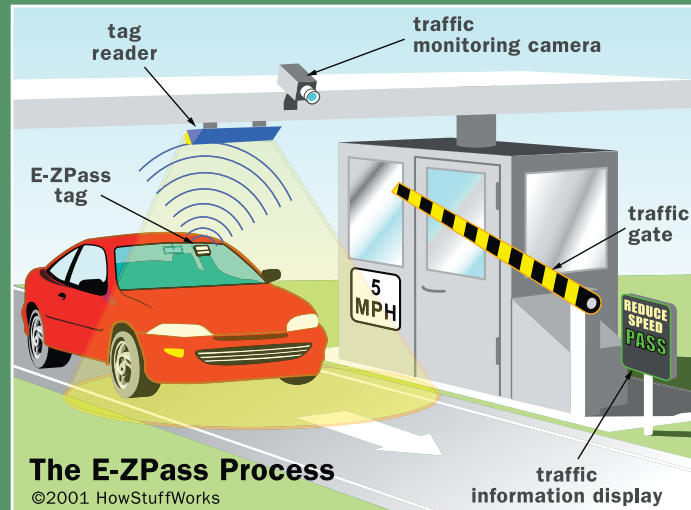 tag
reader
traffic
monitoring camera
E-ZPass
tag
traffic
gate
5
MPH
REDUCE
SPEED
PASS
The E-ZPass Process
©2001 HowStuffWorks
traffic
information display